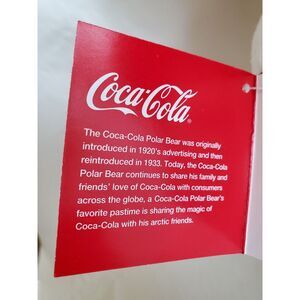 Coca-Cola
The Coca-Cola Polar Bear was originally
introduced in 1920's advertising and then
reintroduced in 1933. Today, the Coca-Cola
Polar Bear continues to share his family and
friends' love of Coca-Cola with consumers
across the globe, a Coca-Cola Polar Bear's
favorite pastime is sharing the magic of
Coca-Cola with his arctic friends.